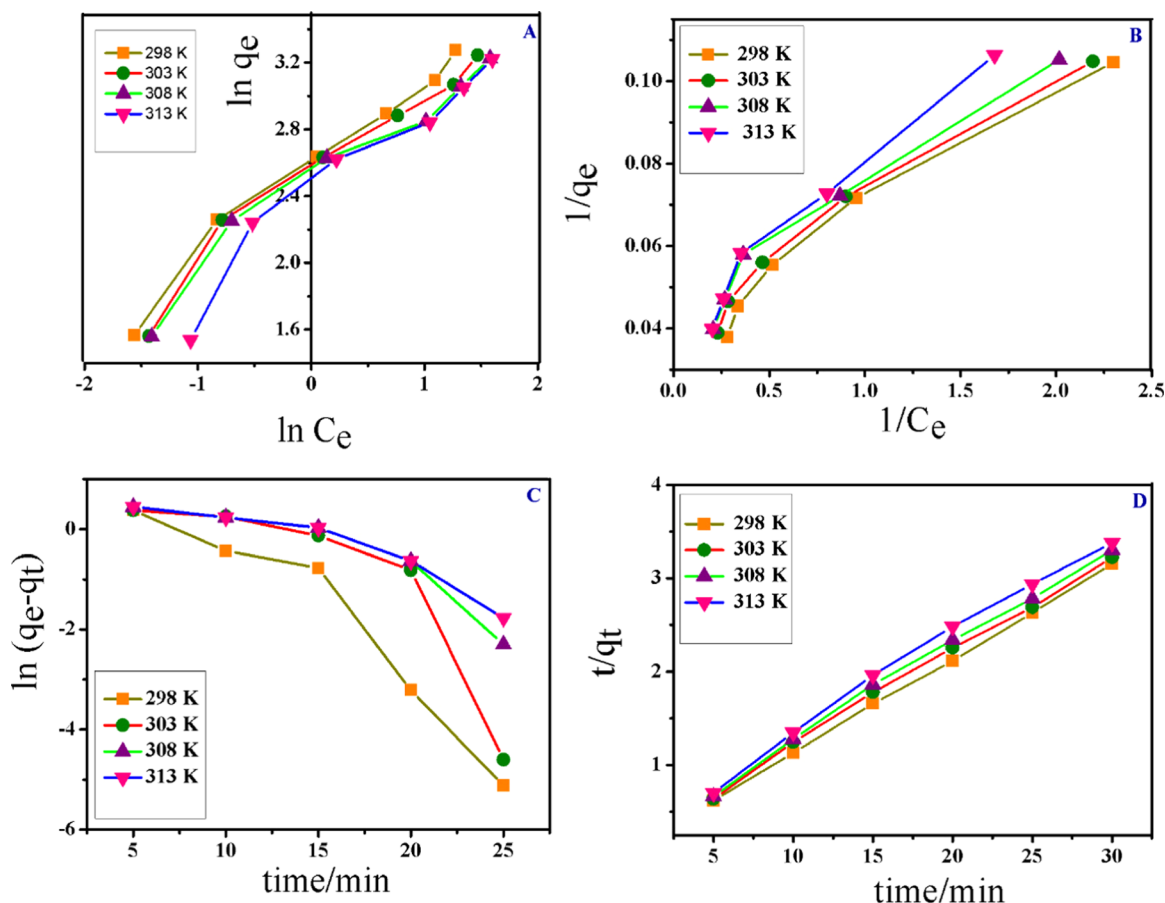 A
298 K
303 K
308 K
313 K
ln qe
3.2
2.8
2.4
2.0
1.6
-2
-1
0
1
2
ln Ce
B
298 K
303 K
308 K
313 K
1/qe
0.10
0.08
0.06
0.04
0.0
0.5
1.0
1.5
2.0
2.5
1/Ce
C
ln (qe-qt)
0
-2
-4
-6
298 K
303 K
308 K
313 K
5
10
15
20
25
time/min
D
298 K
303 K
308 K
313 K
t/qt
4
3
2
1
5
10
15
20
25
30
time/min